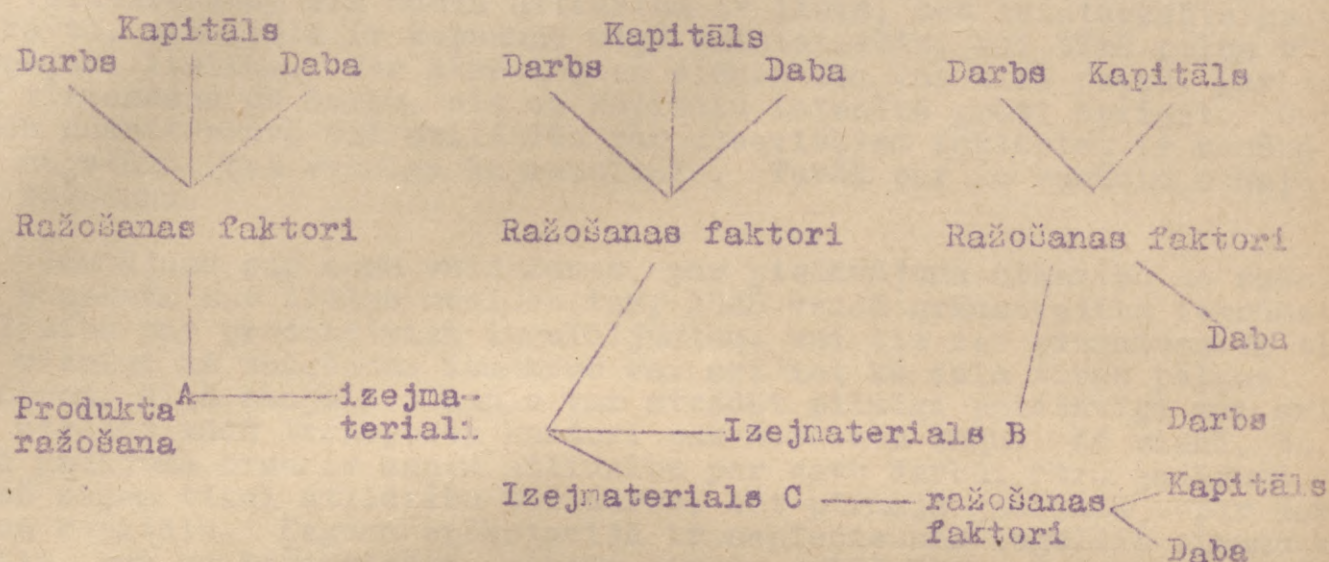 Kapitāls Kapitāls
Darbs Daba Darbs Daba Darbs Kapitāls
Ražošanas faktori Ražošanas faktori Ražošanas faktori
Daba
Produkta A izejma-
ražošana teriali
Darbs
Izejmaterials B
Izejmaterials C ražošanas Kapitāls
faktori
Daba